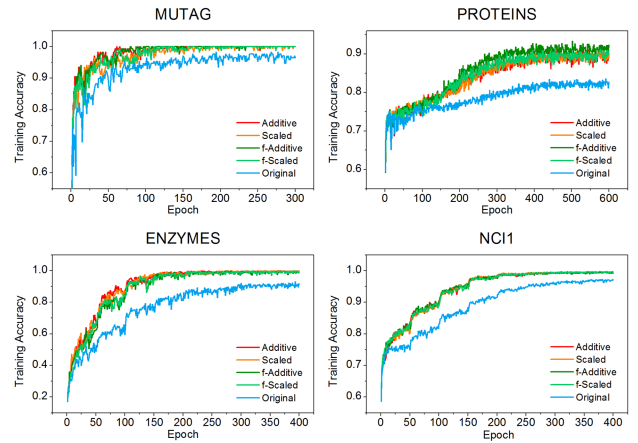 MUTAG
1.0
0.9
0.8
0.7
0.6
Training Accuracy
0 50 100 150 200 250 300
Epoch
Additive
Scaled
f-Additive
f-Scaled
Original
PROTEINS
0.9
0.8
0.7
0.6
Training Accuracy
0 100 200 300 400 500 600
Epoch
Additive
Scaled
f-Additive
f-Scaled
Original
ENZYMES
1.0
0.8
0.6
0.4
0.2
Training Accuracy
0 50 100 150 200 250 300 350 400
Epoch
Additive
Scaled
f-Additive
f-Scaled
Original
NCI1
1.0
0.9
0.8
0.7
0.6
Training Accuracy
0 50 100 150 200 250 300 350 400
Epoch
Additive
Scaled
f-Additive
f-Scaled
Original